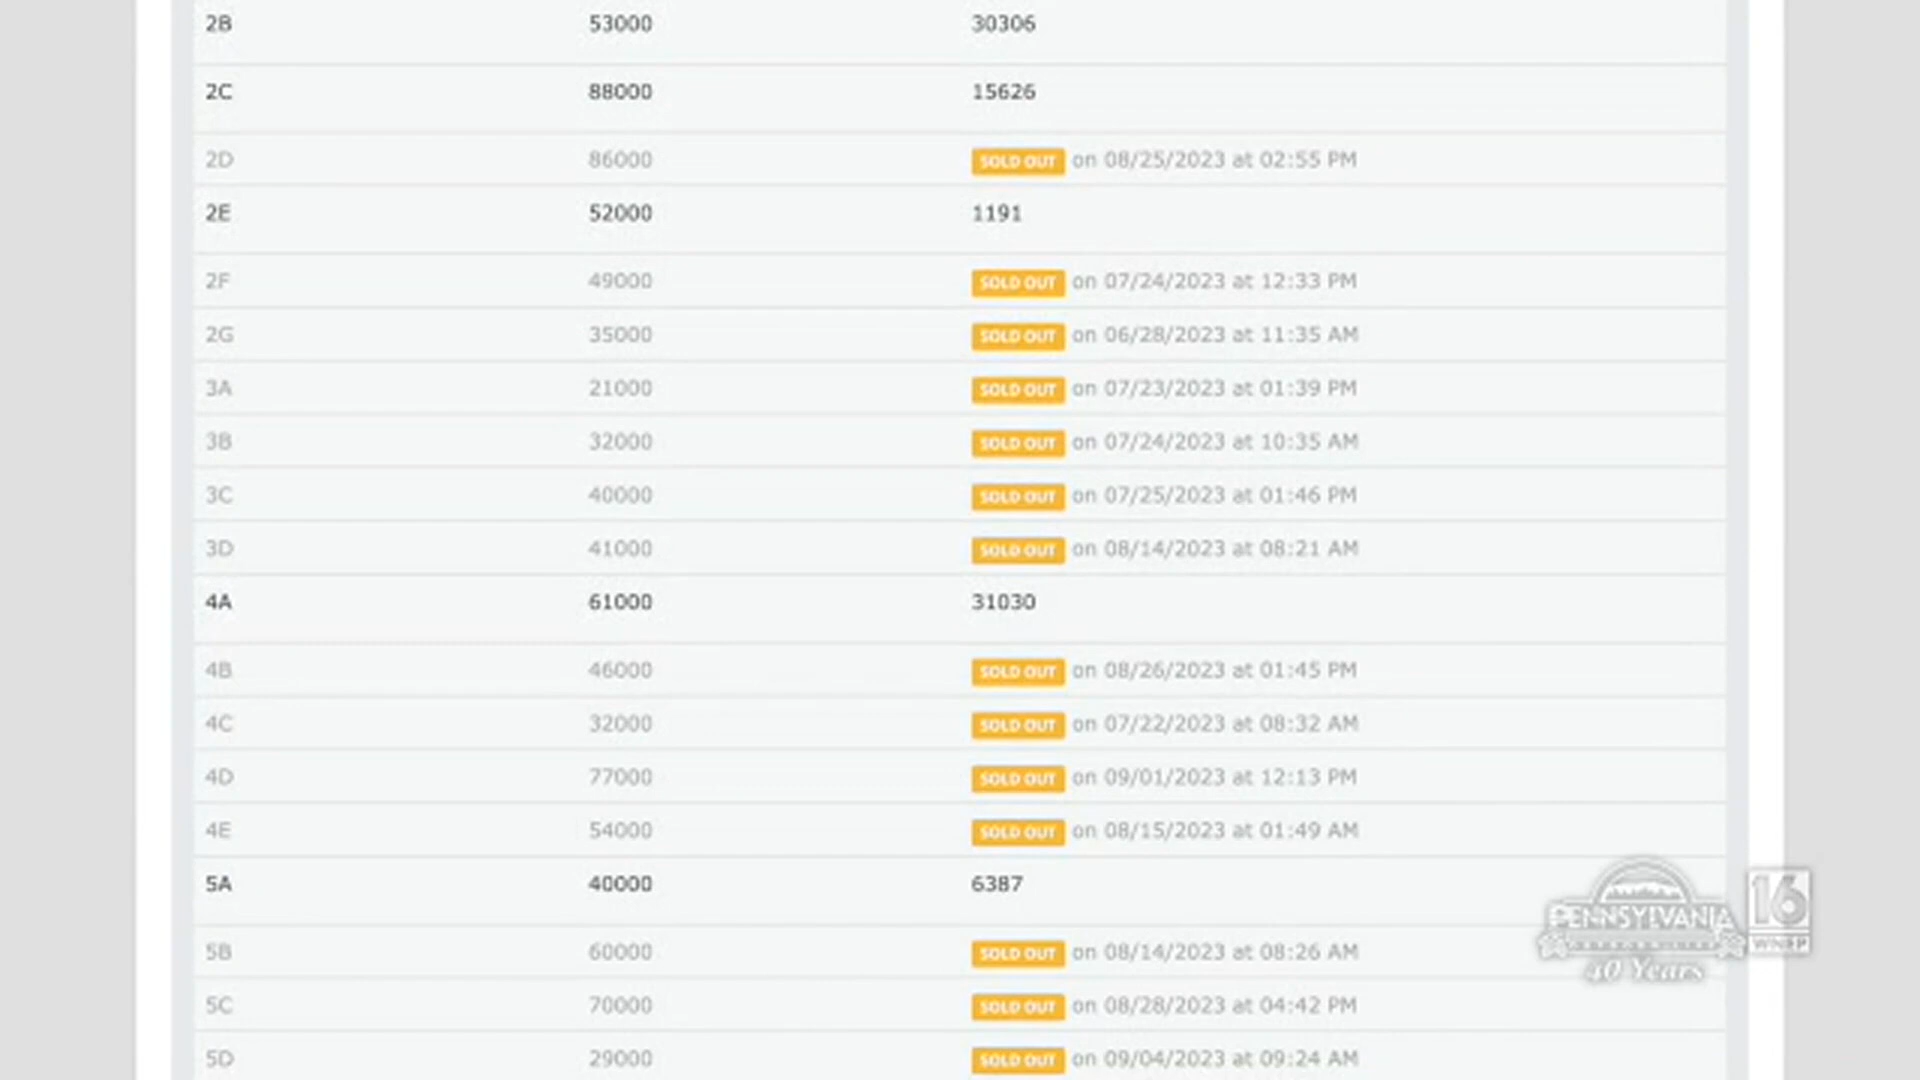 2B 53000 30306
2C 88000 15626
2D 86000 SOLD OUT on 08/25/2023 at 02:55 PM
2E 52000 1191
2F 49000 SOLD OUT on 07/24/2023 at 12:33 PM
2G 35000 SOLD OUT on 06/28/2023 at 11:35 AM
3A 21000 SOLD OUT on 07/23/2023 at 01:39 PM
3B 32000 SOLD OUT on 07/24/2023 at 10:35 AM
3C 40000 SOLD OUT on 07/25/2023 at 01:46 PM
3D 41000 SOLD OUT on 08/14/2023 at 08:21 AM
4A 61000 31030
4B 46000 SOLD OUT on 08/26/2023 at 01:45 PM
4C 32000 SOLD OUT on 07/22/2023 at 08:32 AM
4D 77000 SOLD OUT on 09/01/2023 at 12:13 PM
4E 54000 SOLD OUT on 08/15/2023 at 01:49 AM
5A 40000 6387
5B 60000 SOLD OUT on 08/14/2023 at 08:26 AM
5C 70000 SOLD OUT on 08/28/2023 at 04:42 PM
5D 29000 SOLD OUT on 09/04/2023 at 09:24 AM
PENNSYLVANIA
40 Years
16
WNEP